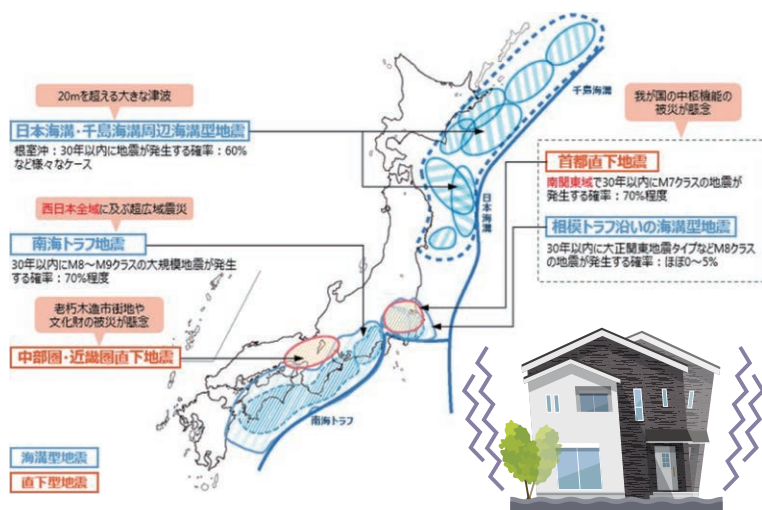 20mを超える大きな津波
日本海溝・千島海溝周辺海溝型地震
根室沖：30年以内に地震が発生する確率：60%
など様々なケース
西日本全域に及ぶ超広域震災
南海トラフ地震
30年以内にM8～M9クラスの大規模地震が発生
する確率：70%程度
老朽木造市街地や
文化財の被災が懸念
中部圏・近畿圏直下地震
海溝型地震
直下型地震
千島海溝
日本海溝
南海トラフ
我が国の中枢機能の
被災が懸念
首都直下地震
南関東域で30年以内にM7クラスの地震が
発生する確率：70%程度
相模トラフ沿いの海溝型地震
30年以内に大正関東地震タイプなどM8クラス
の地震が発生する確率：ほぼ0～5%